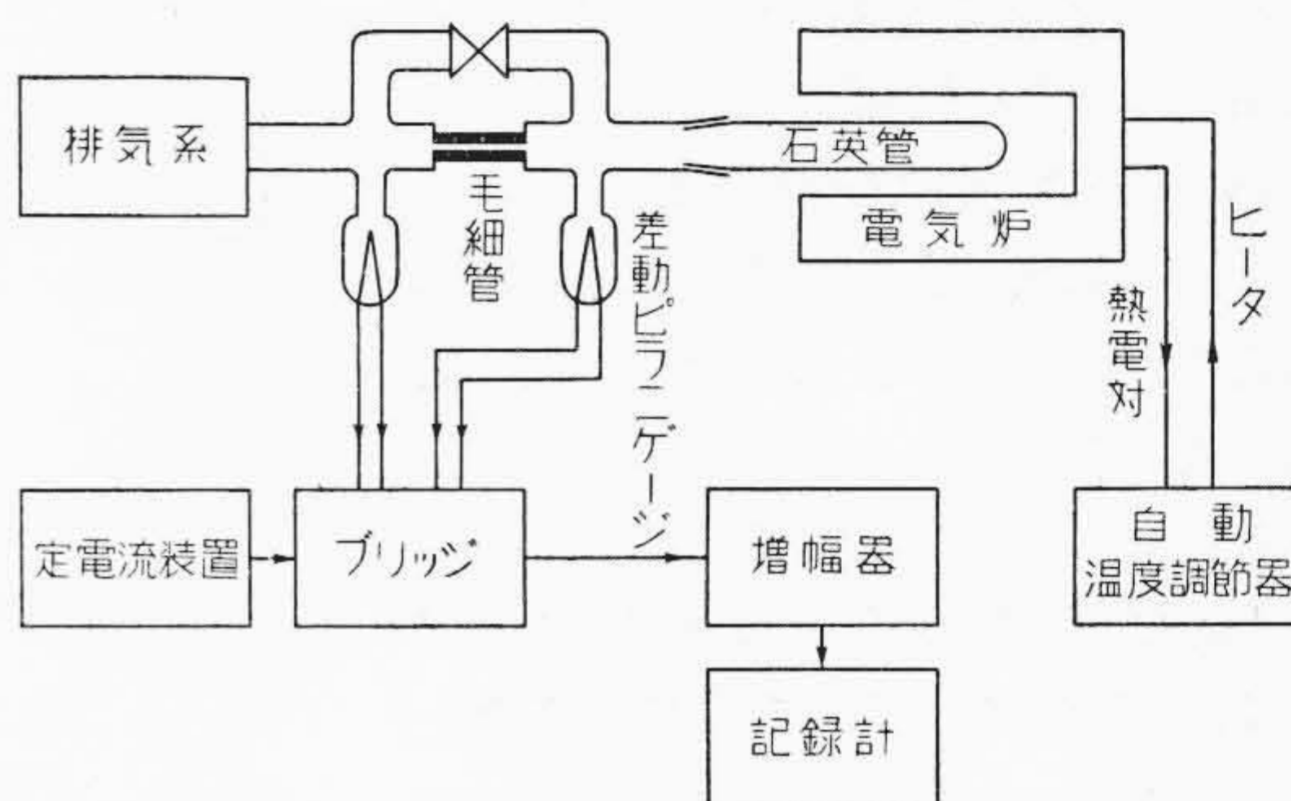 排気系
毛細管
差動ピラニゲージ
石英管
電気炉
ヒータ
熱電対
定電流装置
ブリッジ
増幅器
自動
温度調節器
記録計